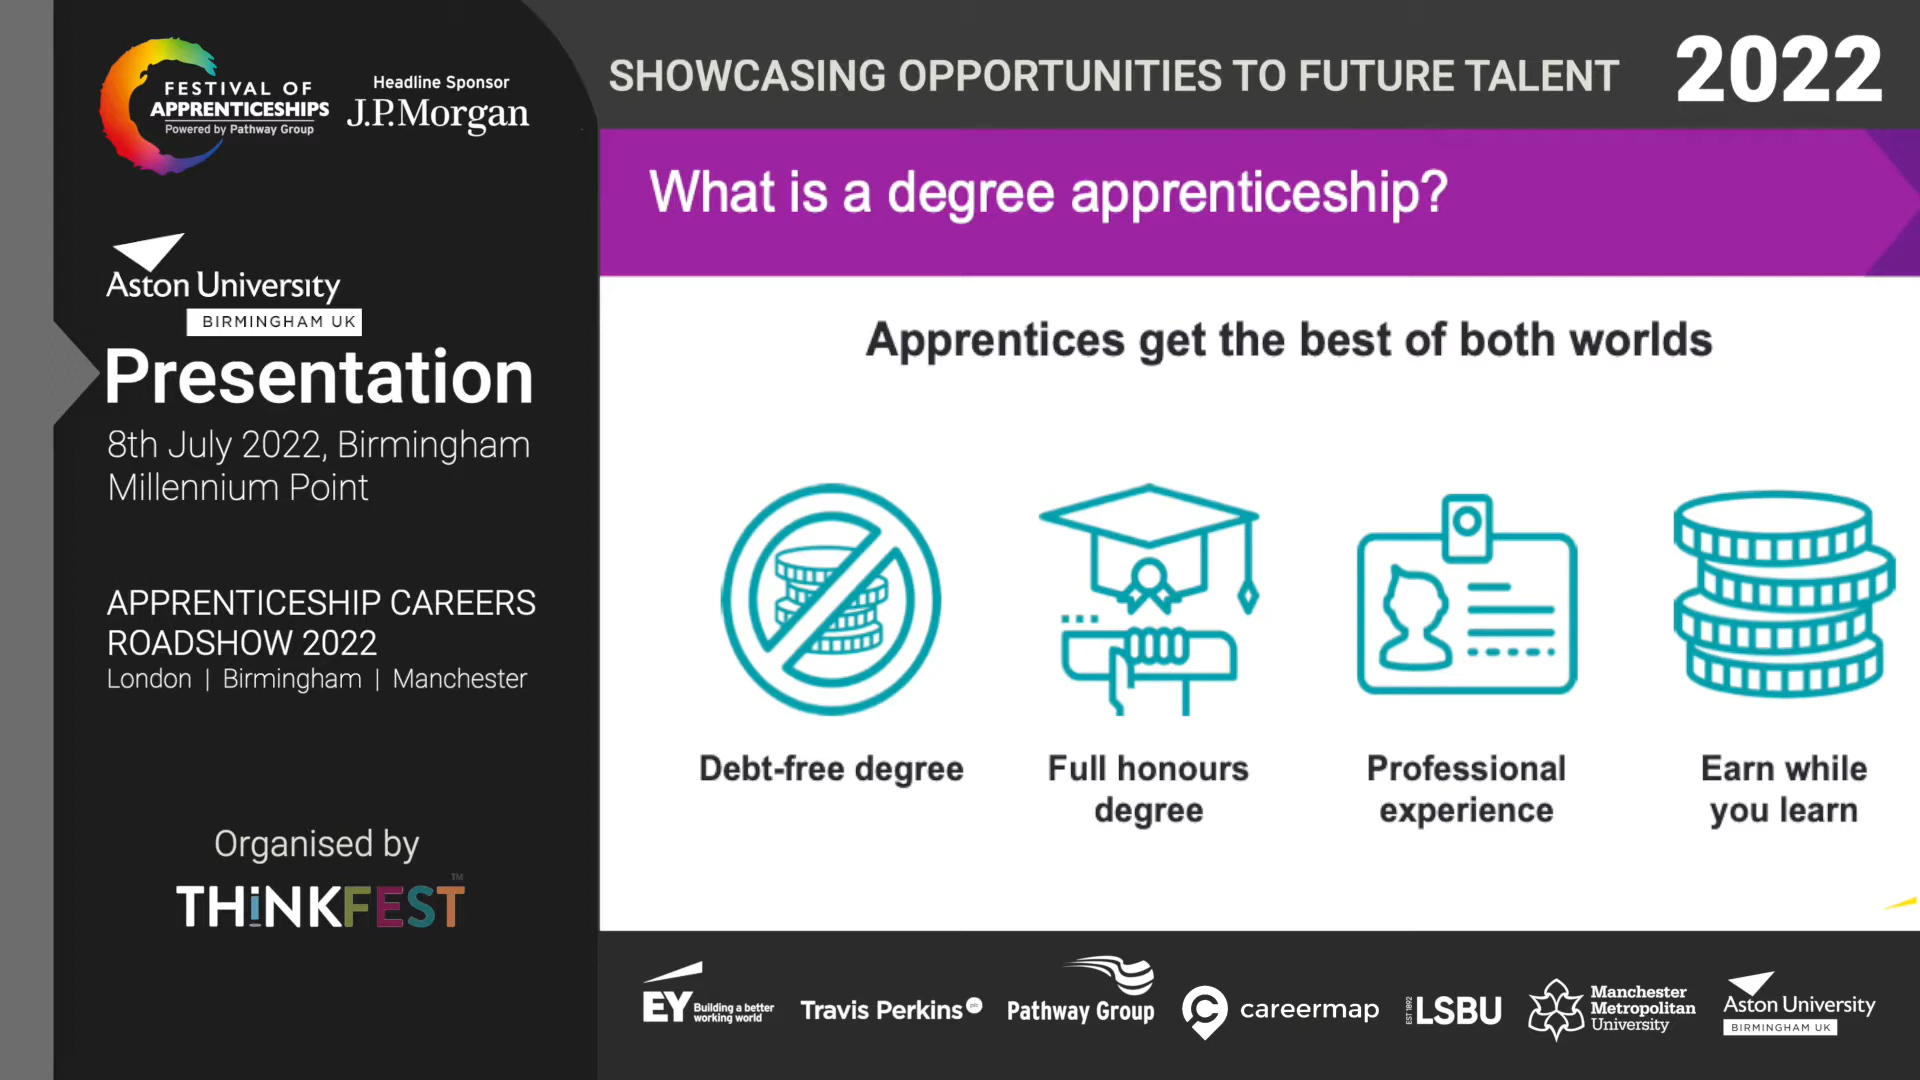 FESTIVAL OF
APPRENTICESHIPS
Powered by Pathway Group
Headline Sponsor
J.P.Morgan
SHOWCASING OPPORTUNITIES TO FUTURE TALENT
2022
Aston University
BIRMINGHAM UK
Presentation
8th July 2022, Birmingham
Millennium Point
APPRENTICESHIP CAREERS
ROADSHOW 2022
London | Birmingham | Manchester
Organised by
THiNKFEST™
What is a degree apprenticeship?
Apprentices get the best of both worlds
Debt-free degree
Full honours
degree
Professional
experience
Earn while
you learn
EY
Building a better
working world
Travis Perkins plc
Pathway Group
careermap
EST 1892
LSBU
Manchester
Metropolitan
University
Aston University
BIRMINGHAM UK